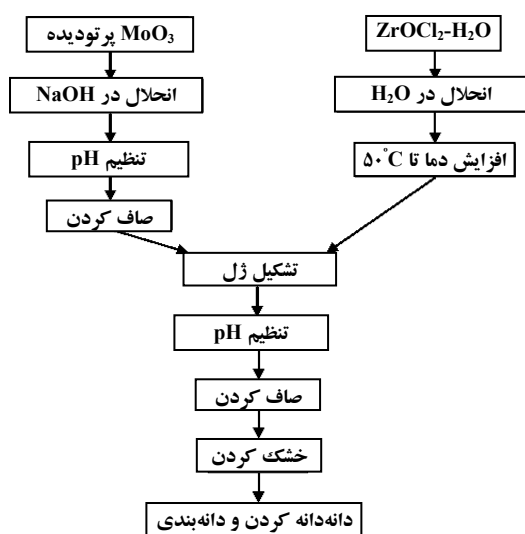 MoO₃ پرتودیده
ZrOCl₂-H₂O
انحلال در NaOH
انحلال در H₂O
تنظیم pH
افزایش دما تا ۵۰°C
صاف کردن
تشکیل ژل
تنظیم pH
صاف کردن
خشک کردن
دانه‌دانه کردن و دانه‌بندی